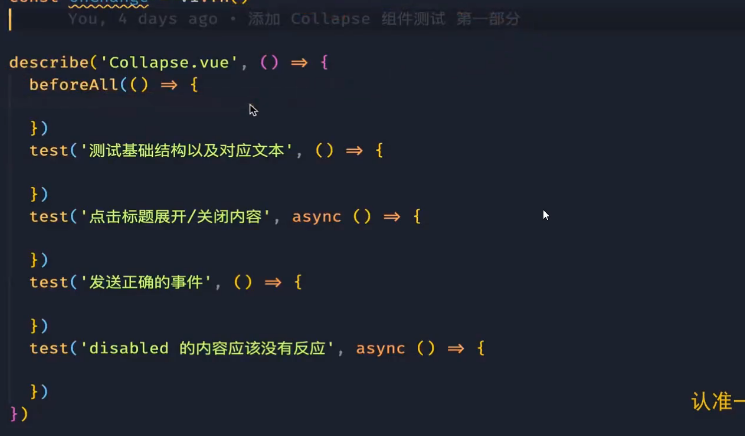 const onChange = vi.fn()
You, 4 days ago • 添加 Collapse 组件测试 第一部分
describe('Collapse.vue', () => {
beforeAll(() => {
})
test('测试基础结构以及对应文本', () => {
})
test('点击标题展开/关闭内容', async () => {
})
test('发送正确的事件', () => {
})
test('disabled 的内容应该没有反应', async () => {
})
})
认准一